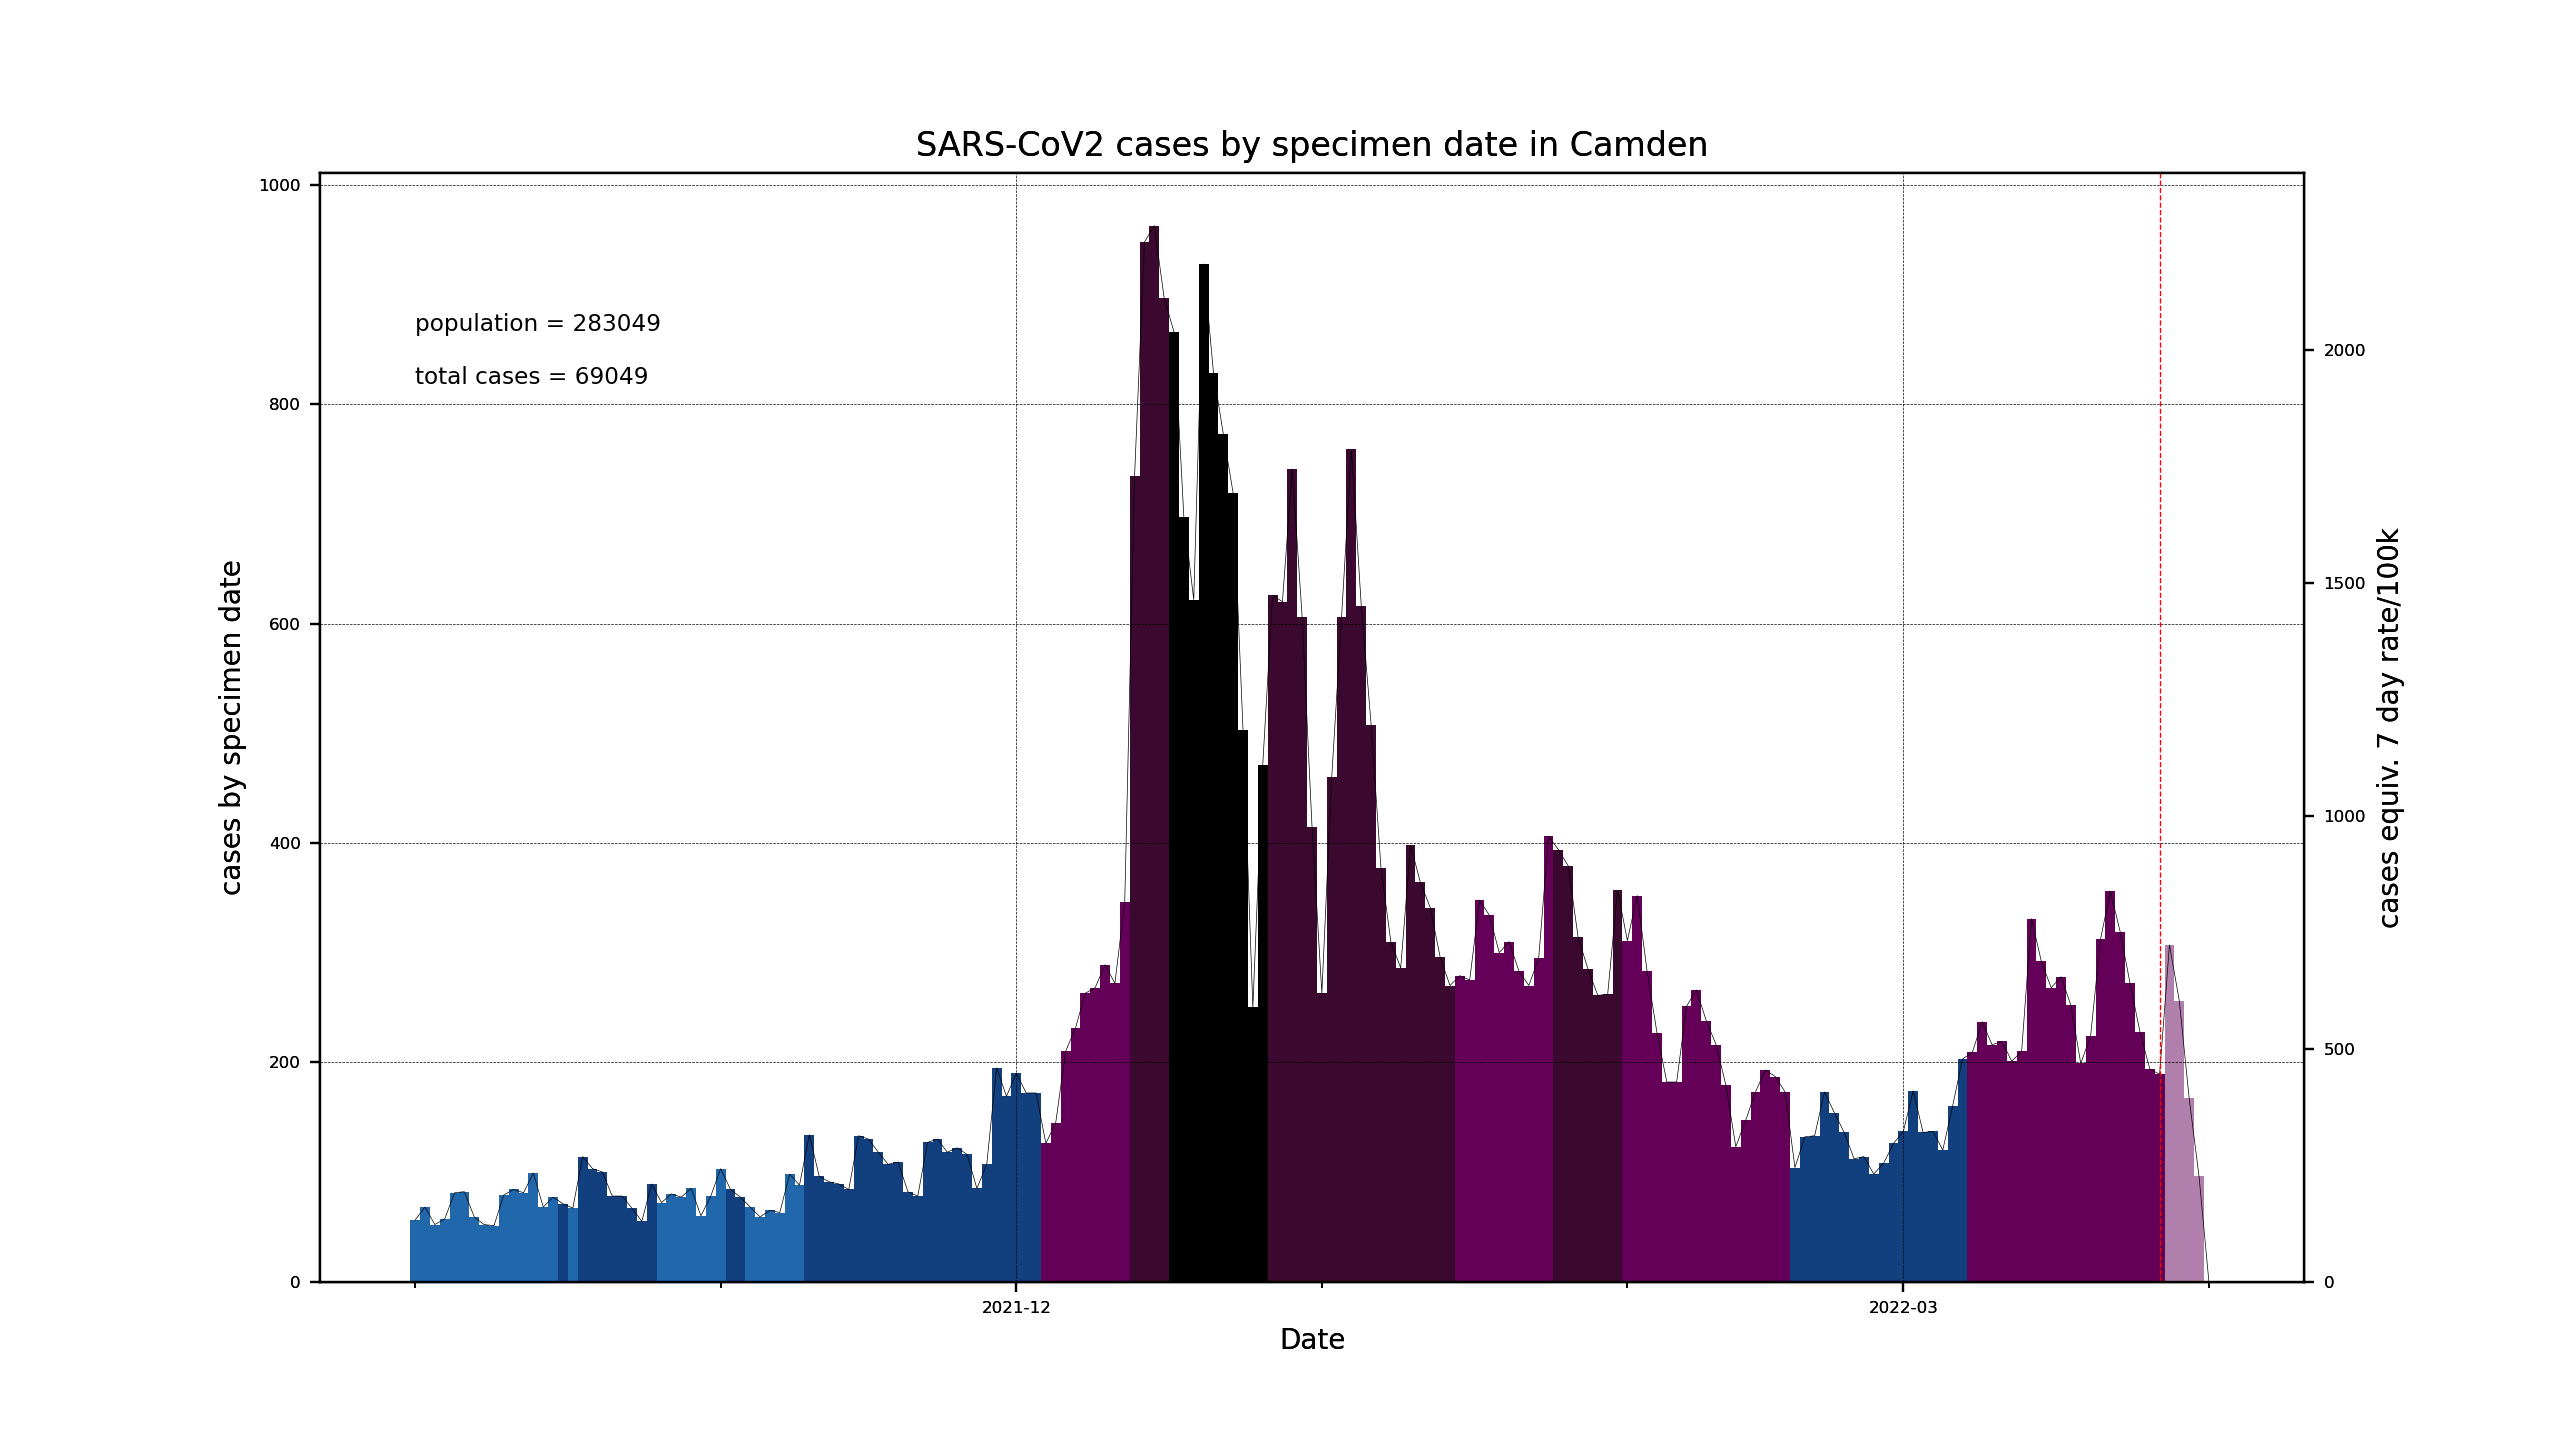 SARS-CoV2 cases by specimen date in Camden
population = 283049
total cases = 69049
cases by specimen date
1000
800
600
400
200
0
2000
1500
1000
500
0
cases equiv. 7 day rate/100k
2021-12
2022-03
Date